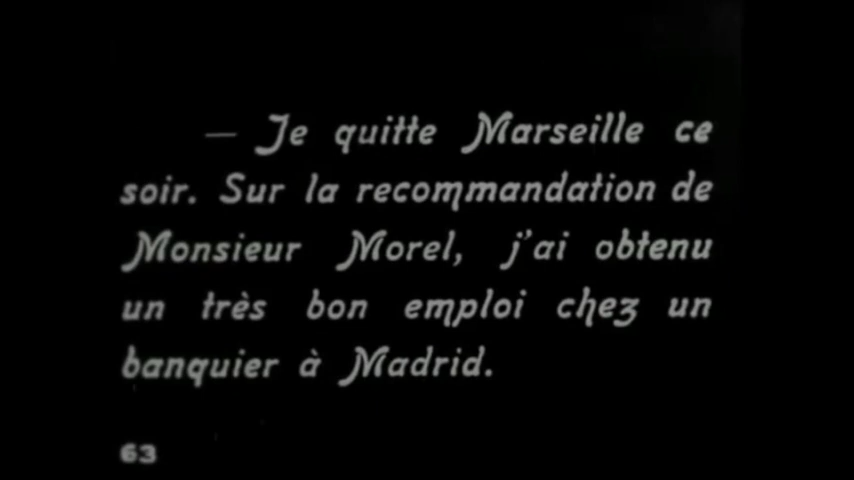 — Je quitte Marseille ce
soir. Sur la recommandation de
Monsieur Morel, j'ai obtenu
un très bon emploi chez un
banquier à Madrid.
63